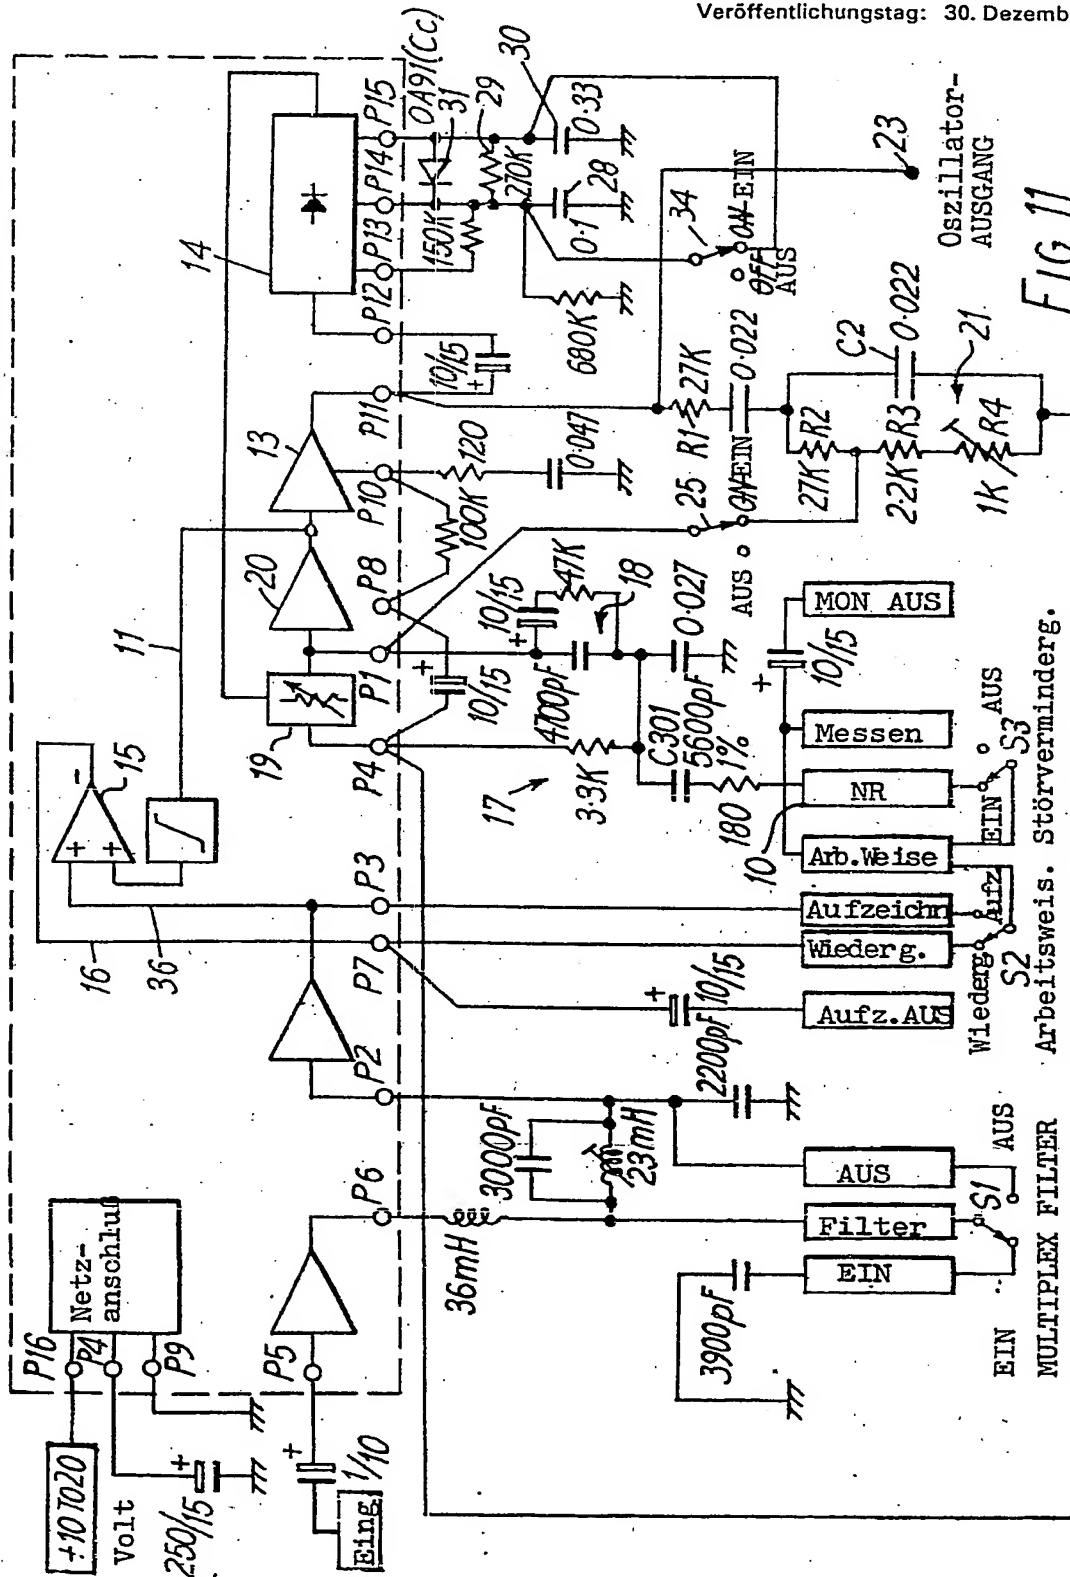 Veröffentlichungstag: 30. Dezemb
+10TO20
Volt
250/15
+
P16
P4
P9
Netz-
anschluß
Eing.
1/10
+
P5
P6
36mH
3000pF
23mH
P2
2200pF
3900pF
EIN
Filter
AUS
S1
EIN
AUS
MULTIPLEX FILTER
16
36
15
+
+
-
11
P7
P3
10/15
+
Aufz.AUS
Wiederg.
Aufzeichn
Arb.Weise
NR
Messen
MON AUS
10/15
+
Wiederg
Aufz
S2
EIN
AUS
S3
Arbeitsweis. Störverminderg.
10
19
20
13
14
P4
P1
P8
P10
P11
P12
P13
P14
P15
10/15
+
17
3·3K
4700pF
10/15
+
47K
18
C301
5600pF
1%
180
0·027
100K
120
0·047
10/15
+
150K
OA91(CC)
31
29
270K
30
0·33
0·1
28
680K
34
ON EIN
OFF
AUS
25
ON EIN
AUS
R1
27K
0·022
27K
R2
2·2K
R3
1K
R4
C2
0·022
21
23
Oszillator-
AUSGANG
FIG 11